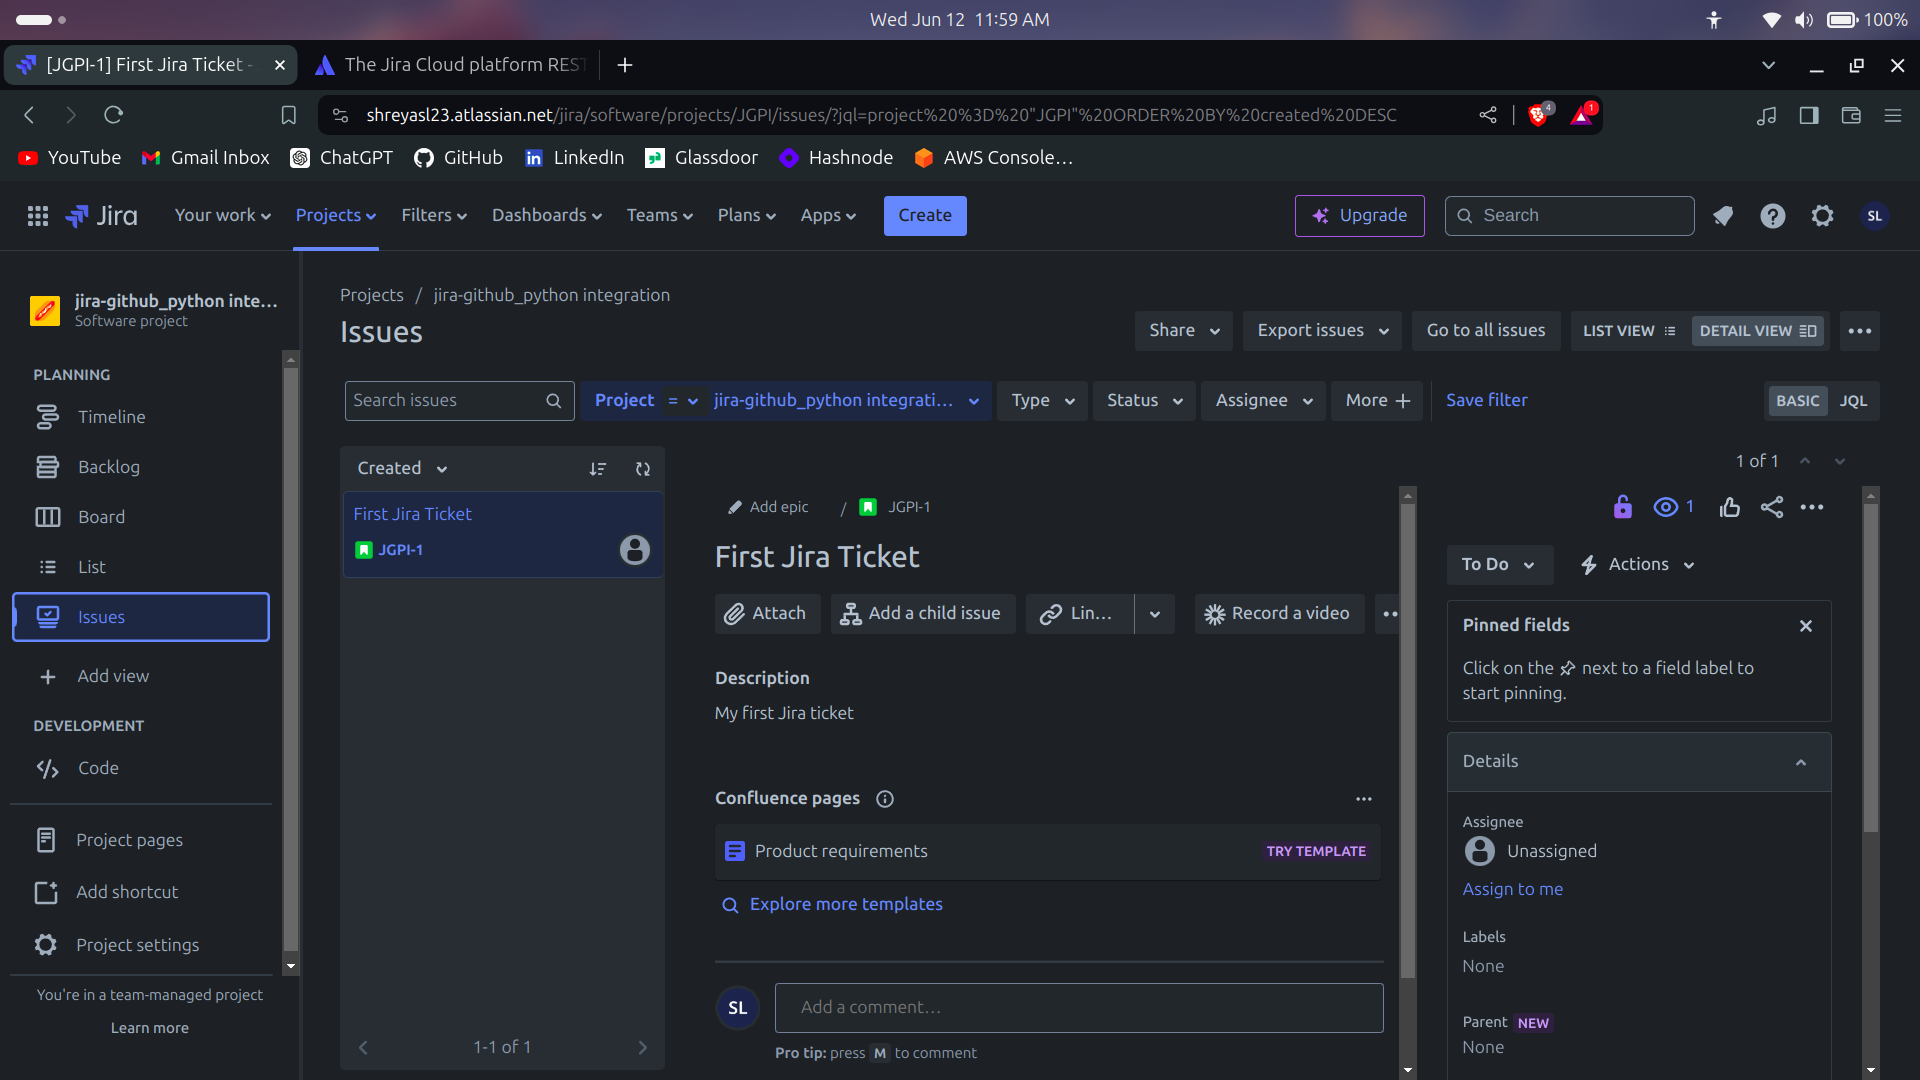 Wed Jun 12 11:59 AM
100%
[JGPI-1] First Jira Ticket -
The Jira Cloud platform REST
shreyasl23.atlassian.net/jira/software/projects/JGPI/issues/?jql=project%20%3D%20"JGPI"%20ORDER%20BY%20created%20DESC
4
1
YouTube
Gmail Inbox
ChatGPT
GitHub
LinkedIn
Glassdoor
Hashnode
AWS Console…
Jira
Your work
Projects
Filters
Dashboards
Teams
Plans
Apps
Create
Upgrade
Search
SL
jira-github_python inte…
Software project
PLANNING
Timeline
Backlog
Board
List
Issues
Add view
DEVELOPMENT
Code
Project pages
Add shortcut
Project settings
You're in a team-managed project
Learn more
Projects / jira-github_python integration
Issues
Share
Export issues
Go to all issues
LIST VIEW
DETAIL VIEW
Search issues
Project = jira-github_python integrati…
Type
Status
Assignee
More
Save filter
BASIC
JQL
Created
First Jira Ticket
JGPI-1
1-1 of 1
1 of 1
Add epic / JGPI-1
First Jira Ticket
Attach
Add a child issue
Lin…
Record a video
Description
My first Jira ticket
Confluence pages
Product requirements
TRY TEMPLATE
Explore more templates
SL
Add a comment…
Pro tip: press M to comment
1
To Do
Actions
Pinned fields
Click on the next to a field label to
start pinning.
Details
Assignee
Unassigned
Assign to me
Labels
None
Parent NEW
None